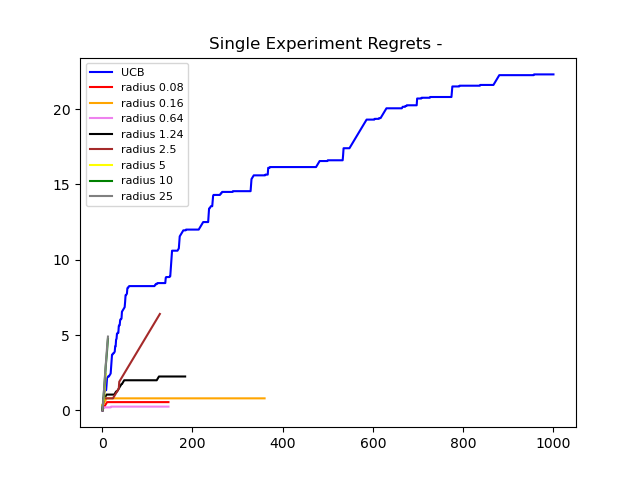 Single Experiment Regrets -
UCB
radius 0.08
radius 0.16
radius 0.64
radius 1.24
radius 2.5
radius 5
radius 10
radius 25
20
15
10
5
0
0 200 400 600 800 1000